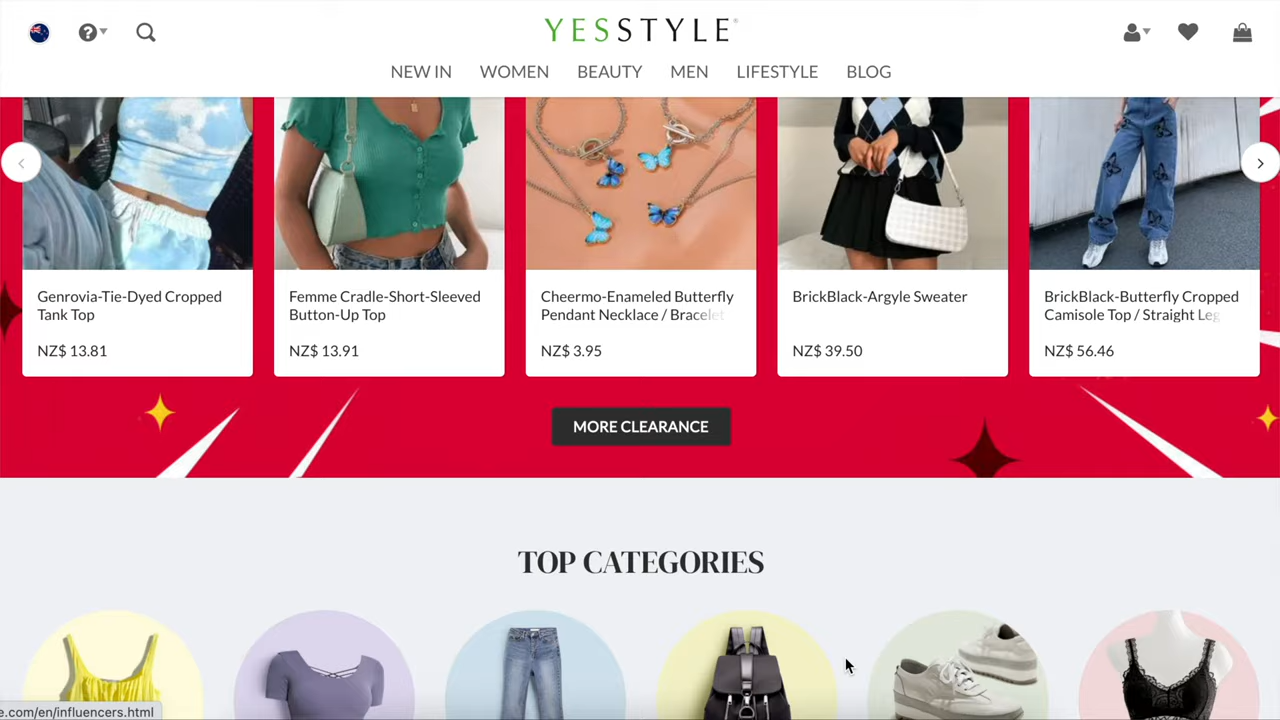 YESSTYLE
NEW IN
WOMEN
BEAUTY
MEN
LIFESTYLE
BLOG
Genrovia-Tie-Dyed Cropped
Tank Top
NZ$ 13.81
Femme Cradle-Short-Sleeved
Button-Up Top
NZ$ 13.91
Cheermo-Enameled Butterfly
Pendant Necklace / Bracelet
NZ$ 3.95
BrickBlack-Argyle Sweater
NZ$ 39.50
BrickBlack-Butterfly Cropped
Camisole Top / Straight Leg
NZ$ 56.46
MORE CLEARANCE
TOP CATEGORIES
e.com/en/influencers.html